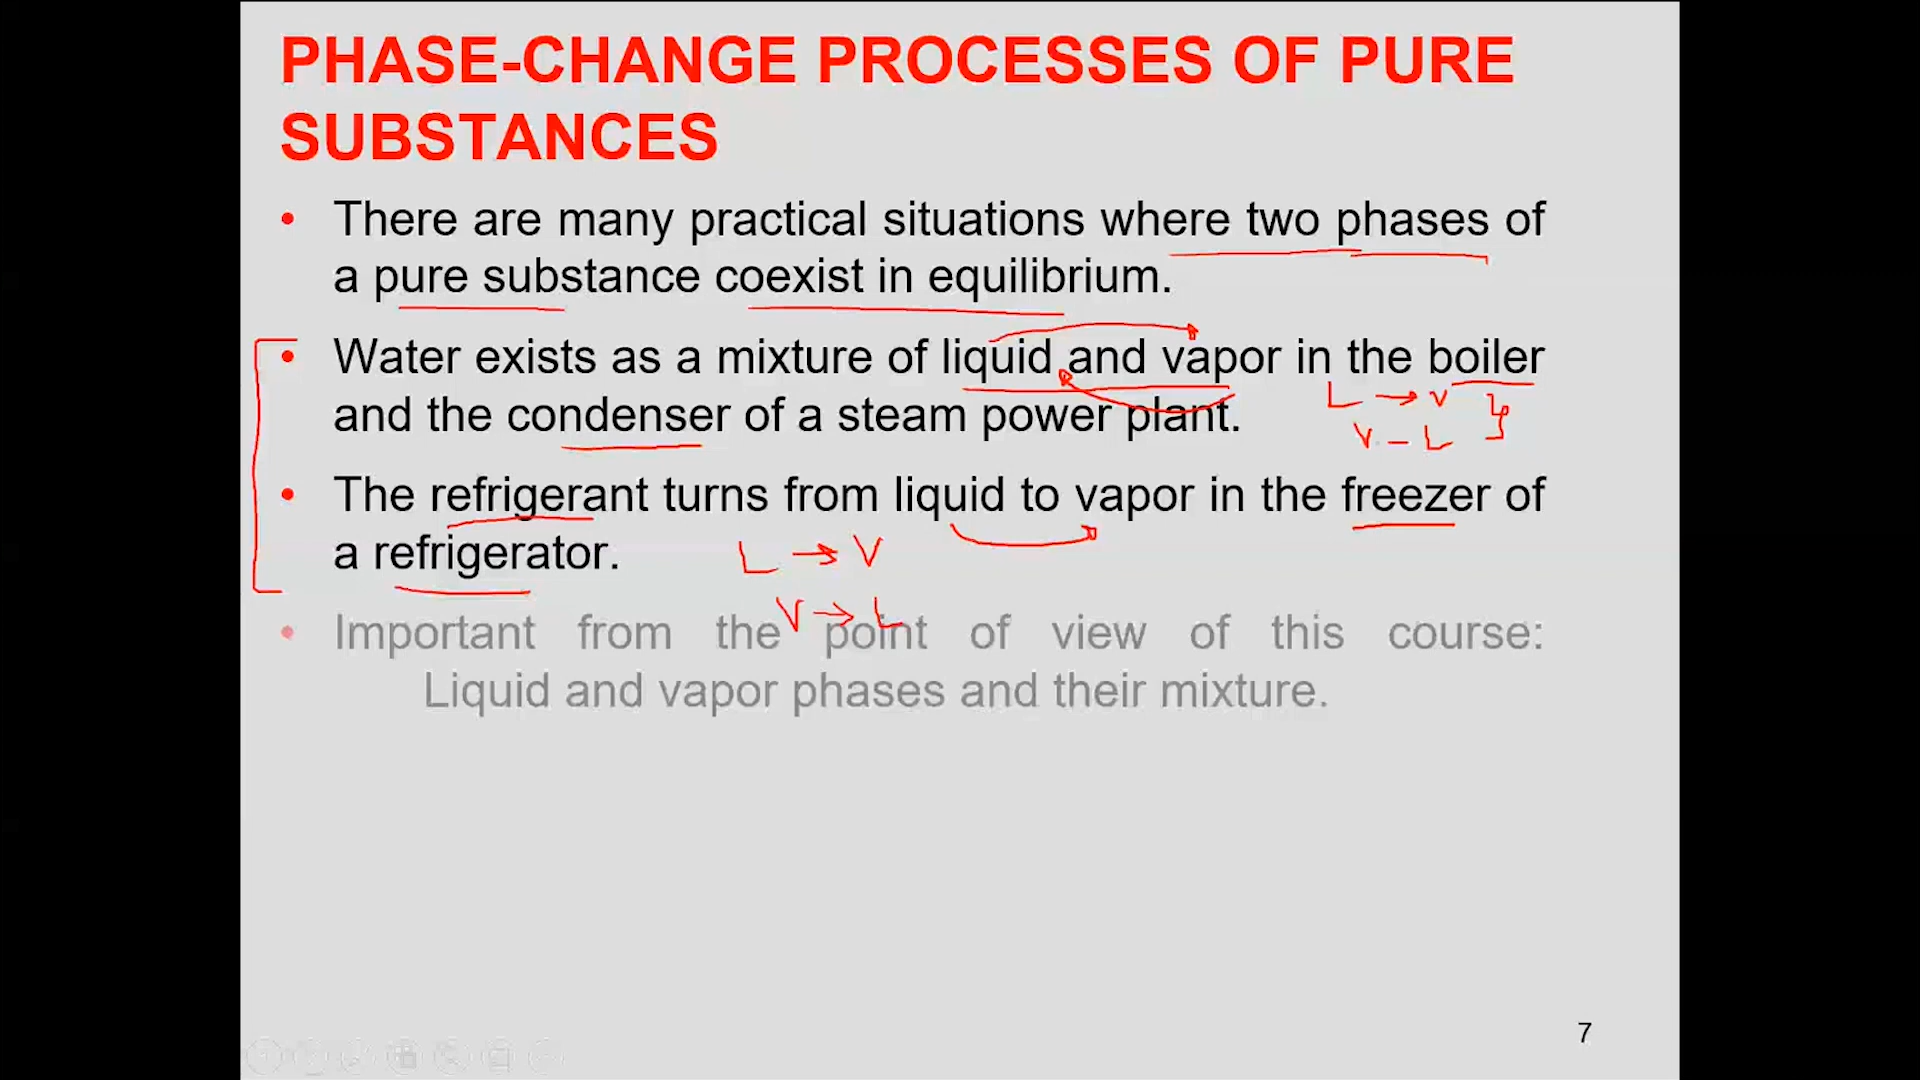 PHASE-CHANGE PROCESSES OF PURE
SUBSTANCES
• There are many practical situations where two phases of
a pure substance coexist in equilibrium.
• Water exists as a mixture of liquid and vapor in the boiler
L → V
and the condenser of a steam power plant.
V – L
• The refrigerant turns from liquid to vapor in the freezer of
a refrigerator.
L → V
V → L
• Important from the point of view of this course:
Liquid and vapor phases and their mixture.
7